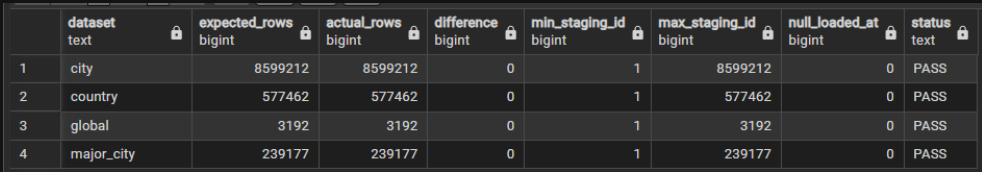 dataset expected_rows actual_rows difference min_staging_id max_staging_id null_loaded_at status
text bigint bigint bigint bigint bigint bigint text
1 city 8599212 8599212 0 1 8599212 0 PASS
2 country 577462 577462 0 1 577462 0 PASS
3 global 3192 3192 0 1 3192 0 PASS
4 major_city 239177 239177 0 1 239177 0 PASS